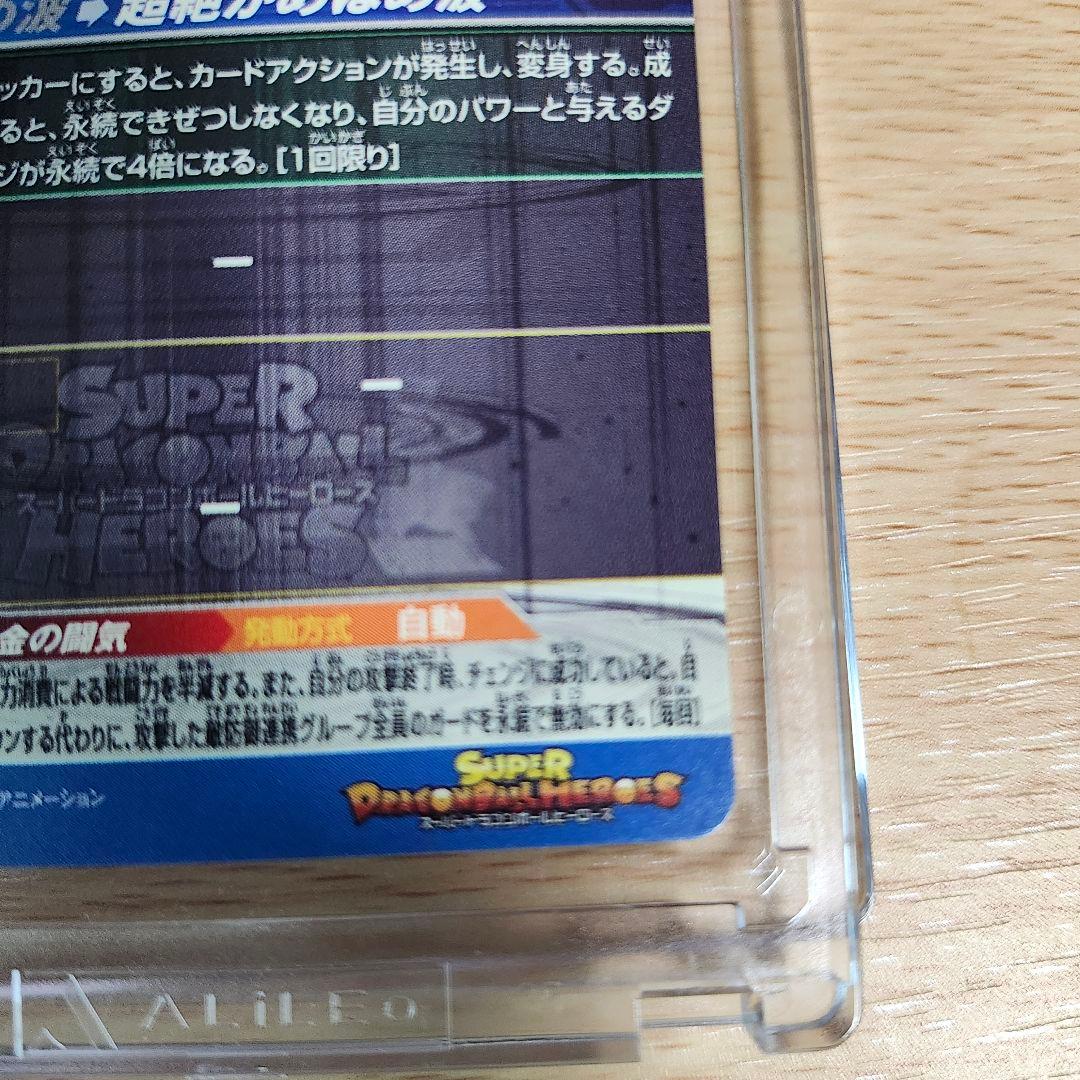 め波➡超絶かめはめ波
ッカーにすると、カードアクションが発生し、変身する。成
ると、永続できぜつしなくなり、自分のパワーと与えるダ
ジが永続で4倍になる。[1回限り]
SUPER
DRAGONBALL
スーパードラゴンボールヒーローズ
HEROES
金の闘気 発動方式 自動
力消費による戦闘力を半減する。また、自分の攻撃終了時、チェンジに成功していると、自
ウンする代わりに、攻撃した敵応御連携グループ全員のガードを永続で無効にする。[毎回]
SUPER
DRAGONBALL HEROES
スーパードラゴンボールヒーローズ
アニメーション
ALiLEo